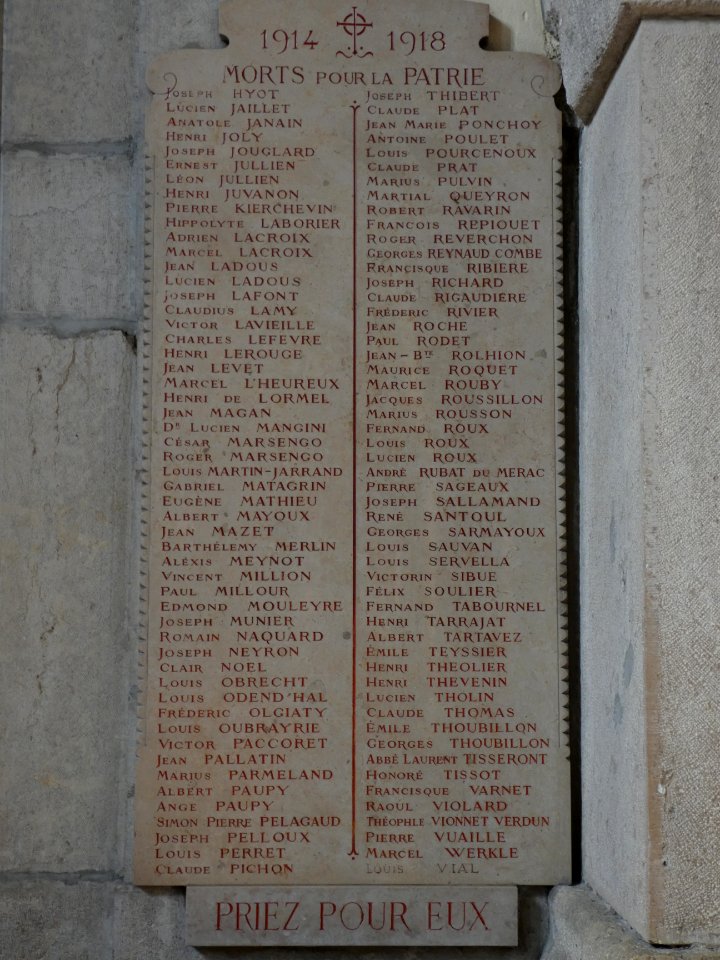 1914 1918
MORTS POUR LA PATRIE
JOSEPH HYOT
LUCIEN JAILLET
ANATOLE JANAIN
HENRI JOLY
JOSEPH JOUGLARD
ERNEST JULLIEN
LÉON JULLIEN
HENRI JUVANON
PIERRE KIERCHEVIN
HIPPOLYTE LABORIER
ADRIEN LACROIX
MARCEL LACROIX
JEAN LADOUS
LUCIEN LADOUS
JOSEPH LAFONT
CLAUDIUS LAMY
VICTOR LAVIEILLE
CHARLES LEFEVRE
HENRI LEROUGE
JEAN LEVET
MARCEL L'HEUREUX
HENRI DE LORMEL
JEAN MAGAN
DR LUCIEN MANGINI
CÉSAR MARSENGO
ROGER MARSENGO
LOUIS MARTIN-JARRAND
GABRIEL MATAGRIN
EUGÈNE MATHIEU
ALBERT MAYOUX
JEAN MAZET
BARTHÉLEMY MERLIN
ALÉXIS MEYNOT
VINCENT MILLION
PAUL MILLOUR
EDMOND MOULEYRE
JOSEPH MUNIER
ROMAIN NAQUARD
JOSEPH NEYRON
CLAIR NOEL
LOUIS OBRECHT
LOUIS ODEND'HAL
FRÉDERIC OLGIATY
LOUIS OUBRAYRIE
VICTOR PACCORET
JEAN PALLATIN
MARIUS PARMELAND
ALBERT PAUPY
ANGE PAUPY
SIMON PIERRE PELAGAUD
JOSEPH PELLOUX
LOUIS PERRET
CLAUDE PICHON
JOSEPH THIBERT
CLAUDE PLAT
JEAN MARIE PONCHOY
ANTOINE POULET
LOUIS POURCENOUX
CLAUDE PRAT
MARIUS PULVIN
MARTIAL QUEYRON
ROBERT RAVARIN
FRANCOIS REPIQUET
ROGER REVERCHON
GEORGES REYNAUD COMBE
FRANÇISQUE RIBIERE
JOSEPH RICHARD
CLAUDE RIGAUDIÉRE
FRÉDERIC RIVIER
JEAN ROCHE
PAUL RODET
JEAN-BTE ROLHION
MAURICE ROQUET
MARCEL ROUBY
JACQUES ROUSSILLON
MARIUS ROUSSON
FERNAND ROUX
LOUIS ROUX
LUCIEN ROUX
ANDRÉ RUBAT DU MERAC
PIERRE SAGEAUX
JOSEPH SALLAMAND
RENÉ SANTOUL
GEORGES SARMAYOUX
LOUIS SAUVAN
LOUIS SERVELLA
VICTORIN SIBUE
FÉLIX SOULIER
FERNAND TABOURNEL
HENRI TARRAJAT
ALBERT TARTAVEZ
ÉMILE TEYSSIER
HENRI THEOLIER
HENRI THEVENIN
LUCIEN THOLIN
CLAUDE THOMAS
ÉMILE THOUBILLON
GEORGES THOUBILLON
ABBÉ LAURENT TISSERONT
HONORÉ TISSOT
FRANCISQUE VARNET
RAOUL VIOLARD
THÉOPHLE VIONNET VERDUN
PIERRE VUAILLE
MARCEL WERKLE
LOUIS VIAL
PRIEZ POUR EUX